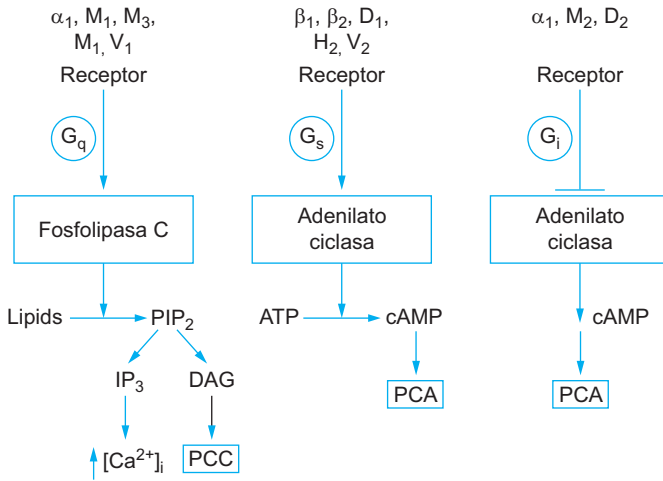 α₁, M₁, M₃,
M₁, V₁
Receptor
G_q
Fosfolipasa C
Lipids
PIP₂
IP₃
DAG
[Ca²⁺]ᵢ
PCC
β₁, β₂, D₁,
H₂, V₂
Receptor
Gₛ
Adenilato
ciclasa
ATP
cAMP
PCA
α₁, M₂, D₂
Receptor
Gᵢ
Adenilato
ciclasa
cAMP
PCA